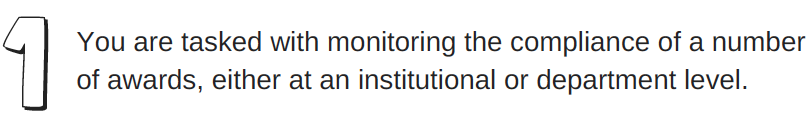 1
You are tasked with monitoring the compliance of a number
of awards, either at an institutional or department level.